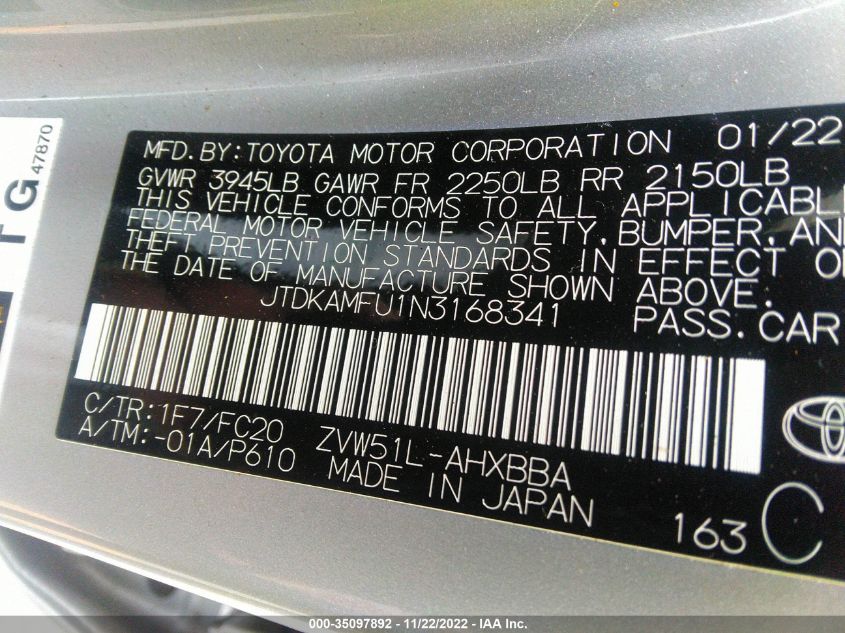 MFD.BY:TOYOTA MOTOR CORPORATION 01/22
GVWR 3945LB GAWR FR 2250LB RR 2150LB
THIS VEHICLE CONFORMS TO ALL APPLICABLE
FEDERAL MOTOR VEHICLE SAFETY,BUMPER,AN
THEFT PREVENTION STANDARDS IN EFFECT O
THE DATE OF MANUFACTURE SHOWN ABOVE.
JTDKAMFU1N3168341 PASS.CAR
C/TR:1F7/FC20 ZVW51L-AHXBBA
A/TM:-01A/P610 MADE IN JAPAN
163 C
TG
47870
000-35097892 - 11/22/2022 - IAA Inc.